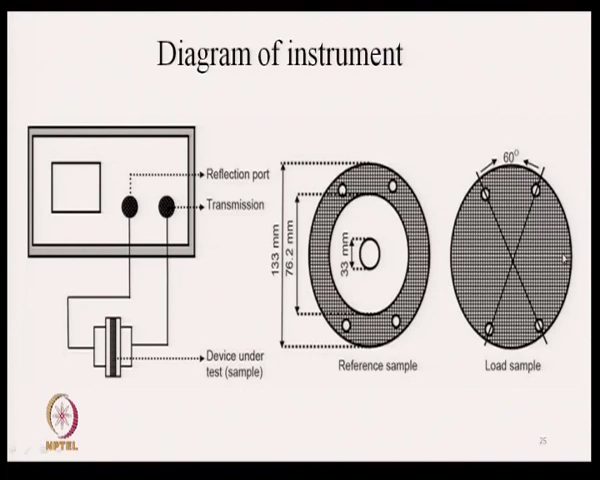 Diagram of instrument
60°
Reflection port
Transmission
133 mm
76.2 mm
33 mm
Device under
test (sample)
Reference sample
Load sample
NPTEL
25